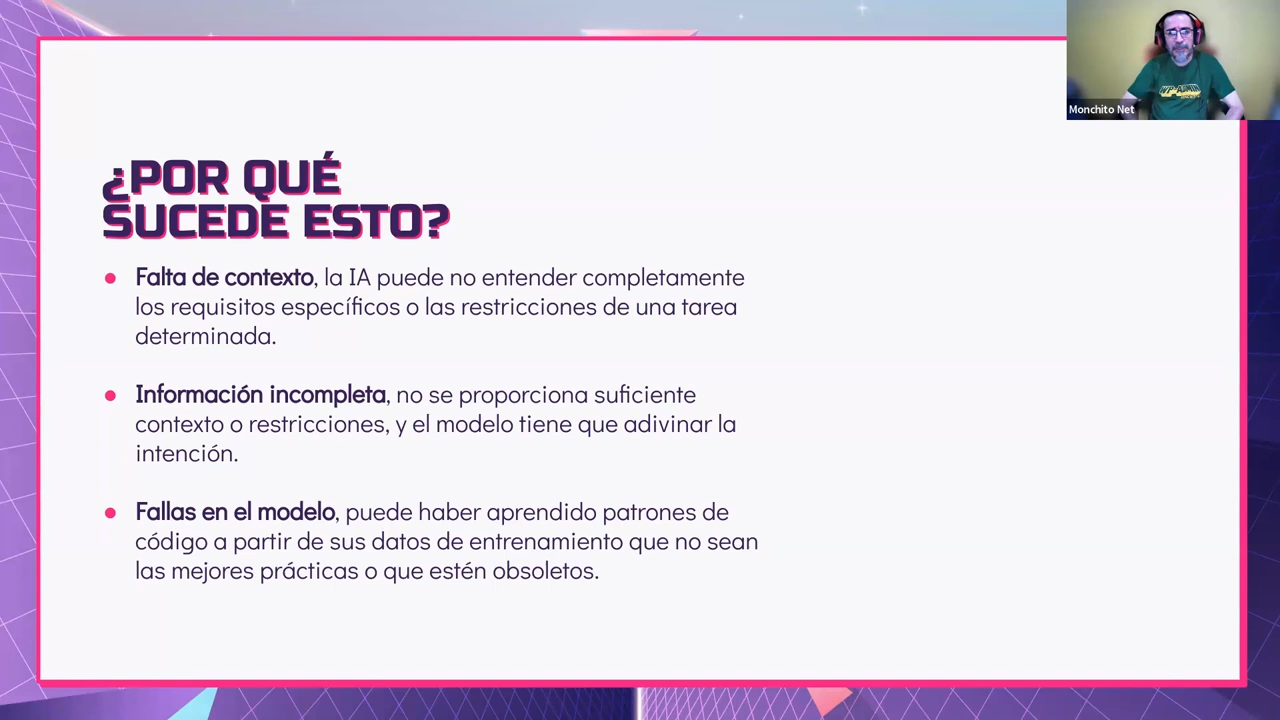 Monchito Net
¿POR QUÉ
SUCEDE ESTO?
● Falta de contexto, la IA puede no entender completamente
los requisitos específicos o las restricciones de una tarea
determinada.
● Información incompleta, no se proporciona suficiente
contexto o restricciones, y el modelo tiene que adivinar la
intención.
● Fallas en el modelo, puede haber aprendido patrones de
código a partir de sus datos de entrenamiento que no sean
las mejores prácticas o que estén obsoletos.